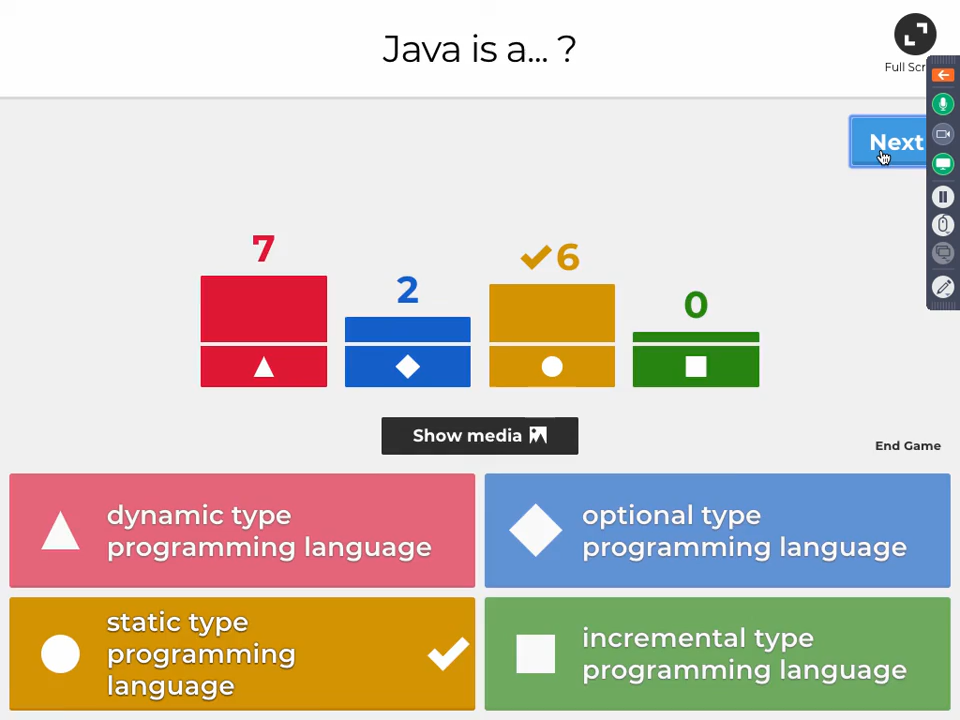 Java is a... ?
Full Scr
Next
7
2
6
0
Show media
End Game
dynamic type
programming language
optional type
programming language
static type
programming
language
incremental type
programming language